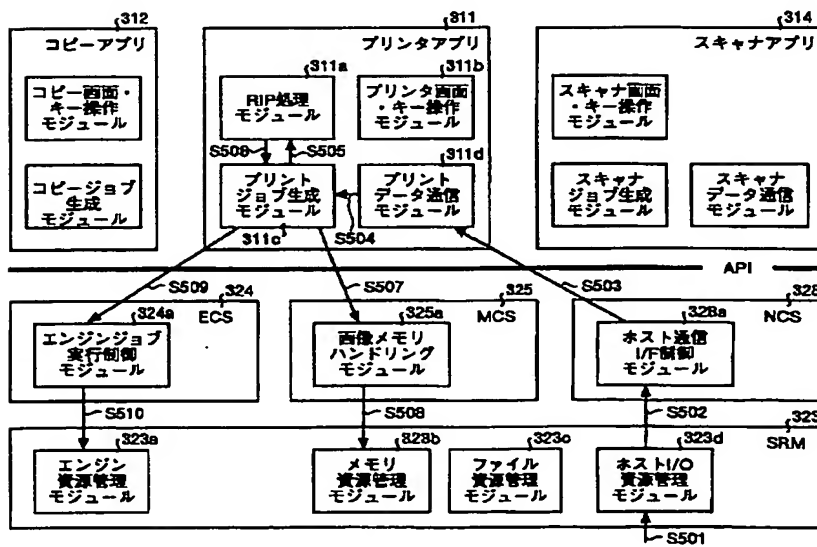 312
コピーアプリ
コピー画面・
キー操作
モジュール
コピージョブ
生成
モジュール
311
プリンタアプリ
311a
RIP処理
モジュール
311b
プリンタ画面
・キー操作
モジュール
S508
S505
311d
プリント
ジョブ生成
モジュール
プリント
データ通信
モジュール
311c
S504
314
スキャナアプリ
スキャナ画面
・キー操作
モジュール
スキャナ
ジョブ生成
モジュール
スキャナ
データ通信
モジュール
API
S509
S507
S503
324
ECS
324a
エンジンジョブ
実行制御
モジュール
325
MCS
325a
画像メモリ
ハンドリング
モジュール
328
NCS
328a
ホスト通信
I/F制御
モジュール
S510
S508
S502
323
SRM
323a
エンジン
資源管理
モジュール
328b
メモリ
資源管理
モジュール
323c
ファイル
資源管理
モジュール
323d
ホストI/O
資源管理
モジュール
S501